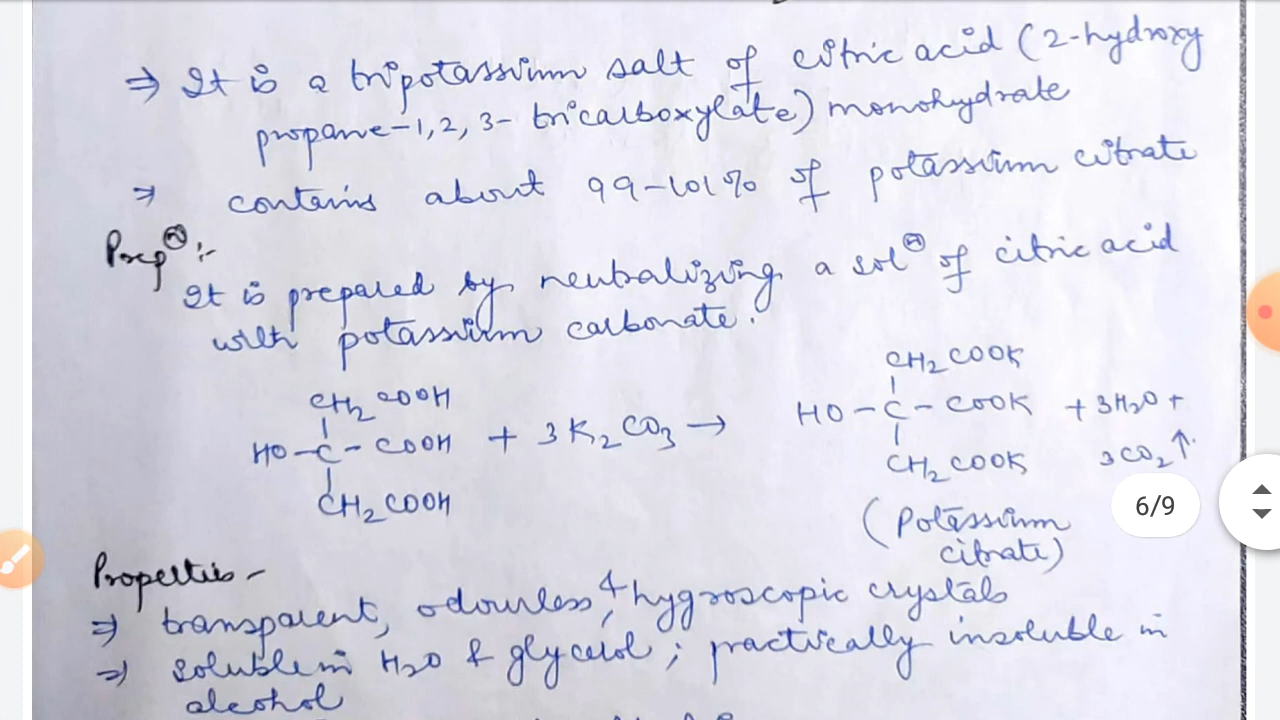 ⇒ It is a tripotassium salt of citric acid (2-hydroxy
propane-1,2,3- tricarboxylate) monohydrate
⇒ contains about 99-101% of potassium citrate
Prepⁿ:-
It is prepared by neutralizing a solⁿ of citric acid
with potassium carbonate.
CH₂COOH
HO-C-COOH + 3K₂CO₃ → HO-C-COOK + 3H₂O +
CH₂COOH
CH₂COOK
CH₂COOK 3CO₂↑
(Potassium
citrate)
6/9
Properties-
⇒ transparent, odourless & hygroscopic crystals
⇒ soluble in H₂O & glycerol; practically insoluble in
alcohol